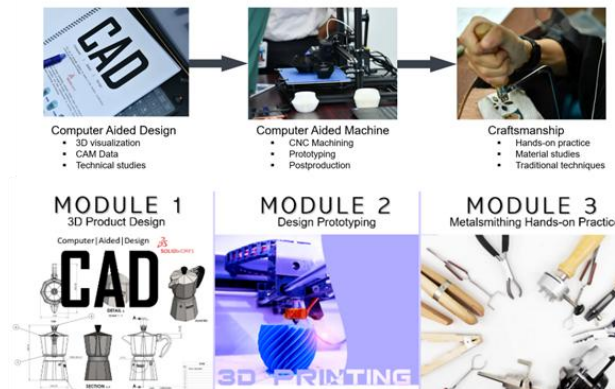 CAD
Computer Aided Design
3D visualization
CAM Data
Technical studies
Computer Aided Machine
CNC Machining
Prototyping
Postproduction
Craftsmanship
Hands-on practice
Material studies
Traditional techniques
MODULE 1
3D Product Design
Computer|Aided|Design
SOLIDWORKS
CAD
MODULE 2
Design Prototyping
3D PRINTING
MODULE 3
Metalsmithing Hands-on Practice